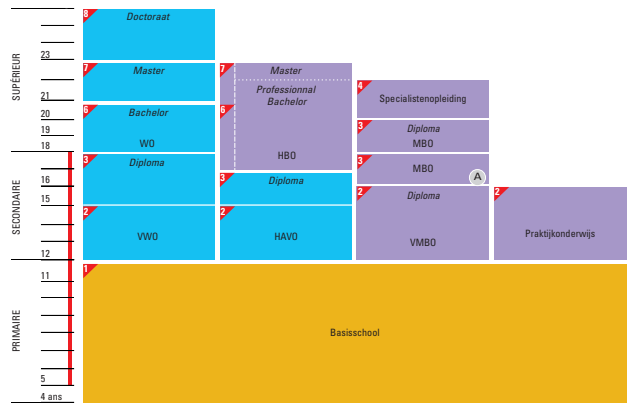 SUPÉRIEUR
SECONDAIRE
PRIMAIRE
23
21
20
19
18
16
15
12
11
5
4 ans
8
Doctoraat
7
Master
6
Bachelor
WO
3
Diploma
2
VWO
7
Master
Professionnal
Bachelor
6
HBO
3
Diploma
2
HAVO
4
Specialistenopleiding
3
Diploma
MBO
3
MBO
A
2
Diploma
VMBO
2
Praktijkonderwijs
1
Basisschool